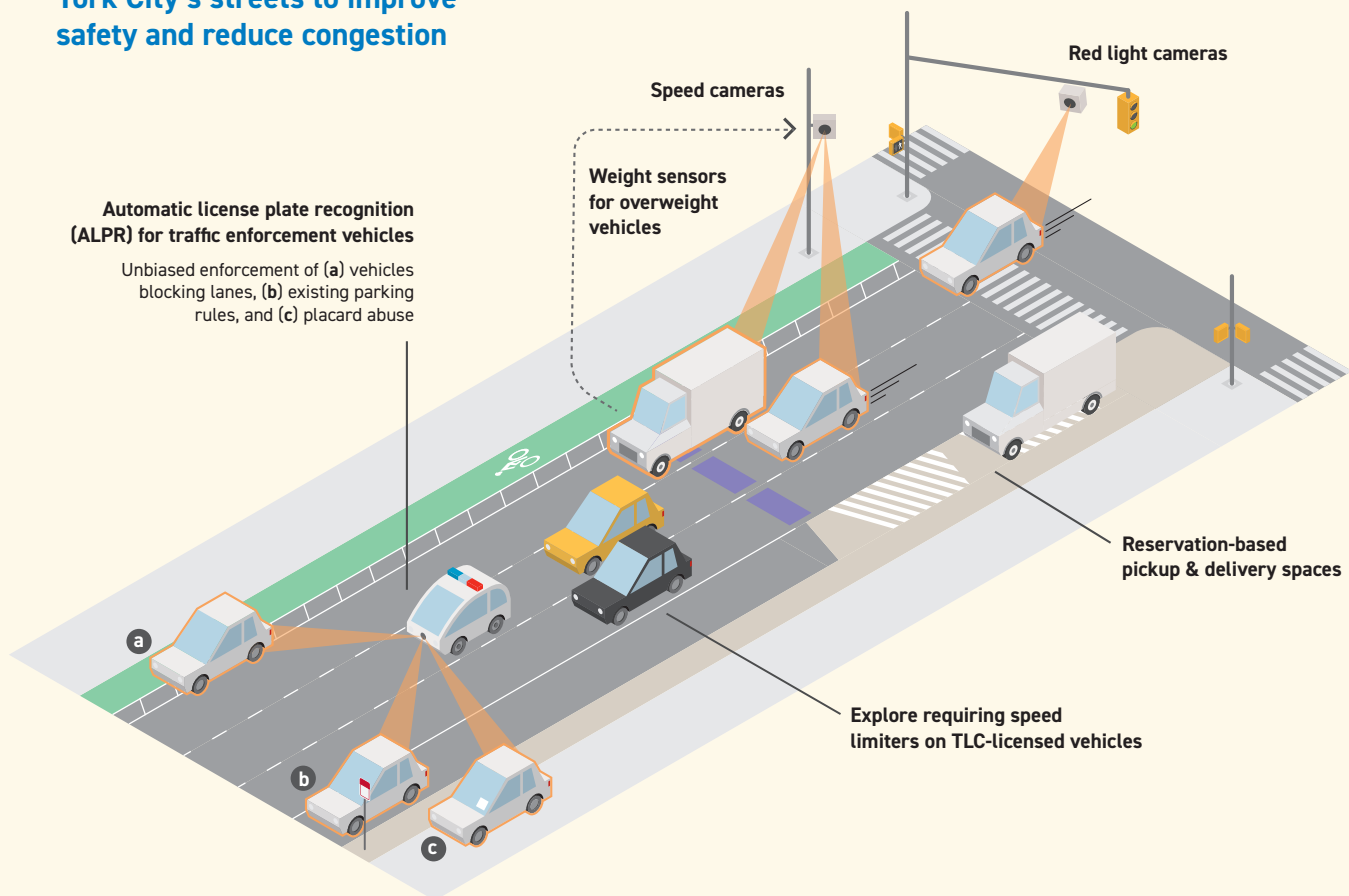 York City's streets to improve
safety and reduce congestion
Red light cameras
Speed cameras
Weight sensors
for overweight
vehicles
Automatic license plate recognition
(ALPR) for traffic enforcement vehicles
Unbiased enforcement of (a) vehicles
blocking lanes, (b) existing parking
rules, and (c) placard abuse
Reservation-based
pickup & delivery spaces
a
Explore requiring speed
limiters on TLC-licensed vehicles
b
c